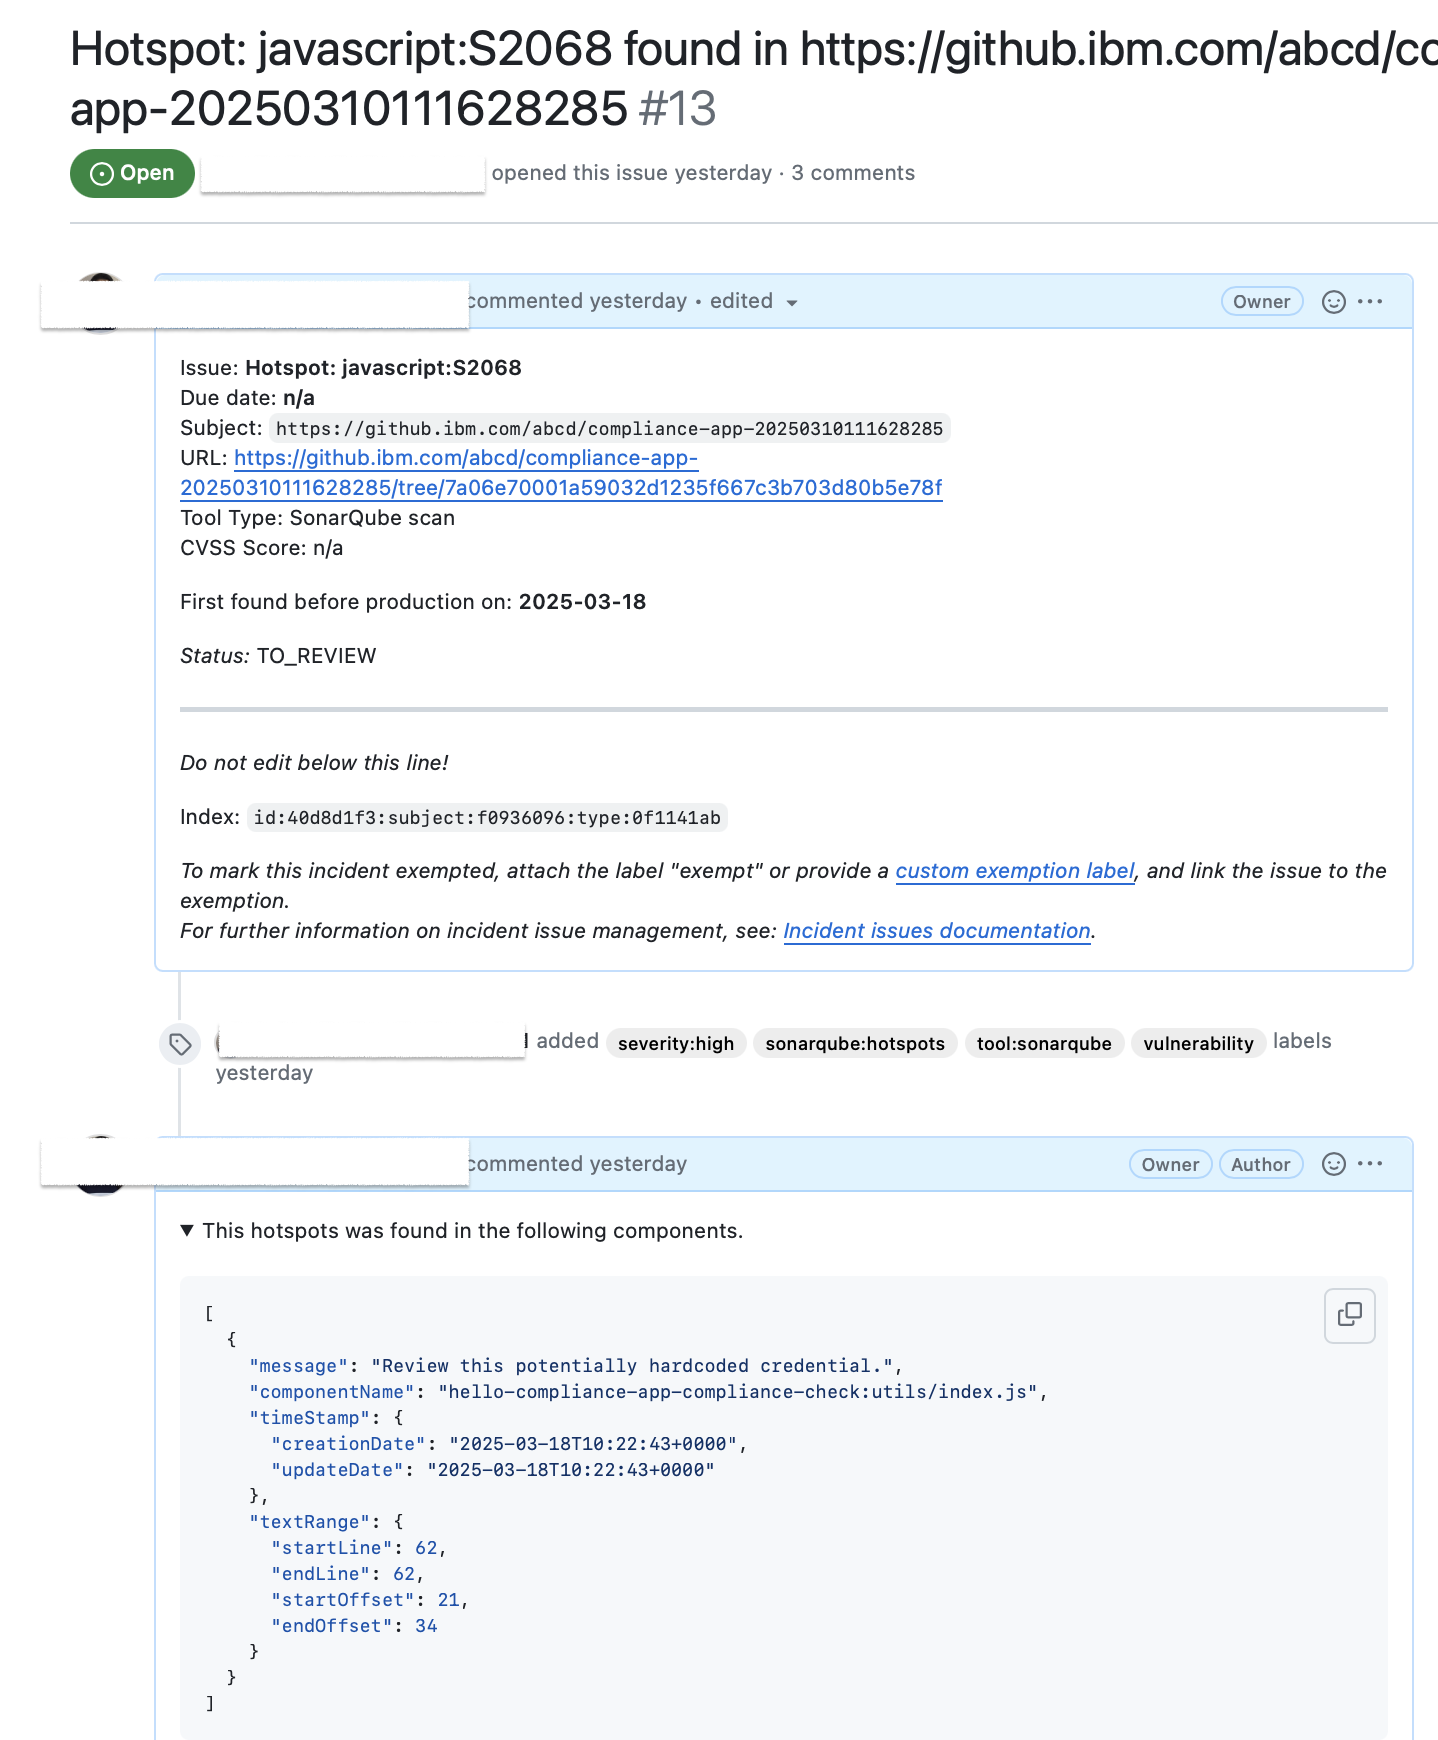 Hotspot: javascript:S2068 found in https://github.ibm.com/abcd/co
app-20250310111628285 #13
Open opened this issue yesterday · 3 comments
commented yesterday • edited Owner
Issue: Hotspot: javascript:S2068
Due date: n/a
Subject: https://github.ibm.com/abcd/compliance-app-20250310111628285
URL: https://github.ibm.com/abcd/compliance-app-
20250310111628285/tree/7a06e70001a59032d1235f667c3b703d80b5e78f
Tool Type: SonarQube scan
CVSS Score: n/a
First found before production on: 2025-03-18
Status: TO_REVIEW
Do not edit below this line!
Index: id:40d8d1f3:subject:f0936096:type:0f1141ab
To mark this incident exempted, attach the label "exempt" or provide a custom exemption label, and link the issue to the
exemption.
For further information on incident issue management, see: Incident issues documentation.
added severity:high sonarqube:hotspots tool:sonarqube vulnerability labels
yesterday
commented yesterday Owner Author
▼ This hotspots was found in the following components.
[
  {
    "message": "Review this potentially hardcoded credential.",
    "componentName": "hello-compliance-app-compliance-check:utils/index.js",
    "timeStamp": {
      "creationDate": "2025-03-18T10:22:43+0000",
      "updateDate": "2025-03-18T10:22:43+0000"
    },
    "textRange": {
      "startLine": 62,
      "endLine": 62,
      "startOffset": 21,
      "endOffset": 34
    }
  }
]